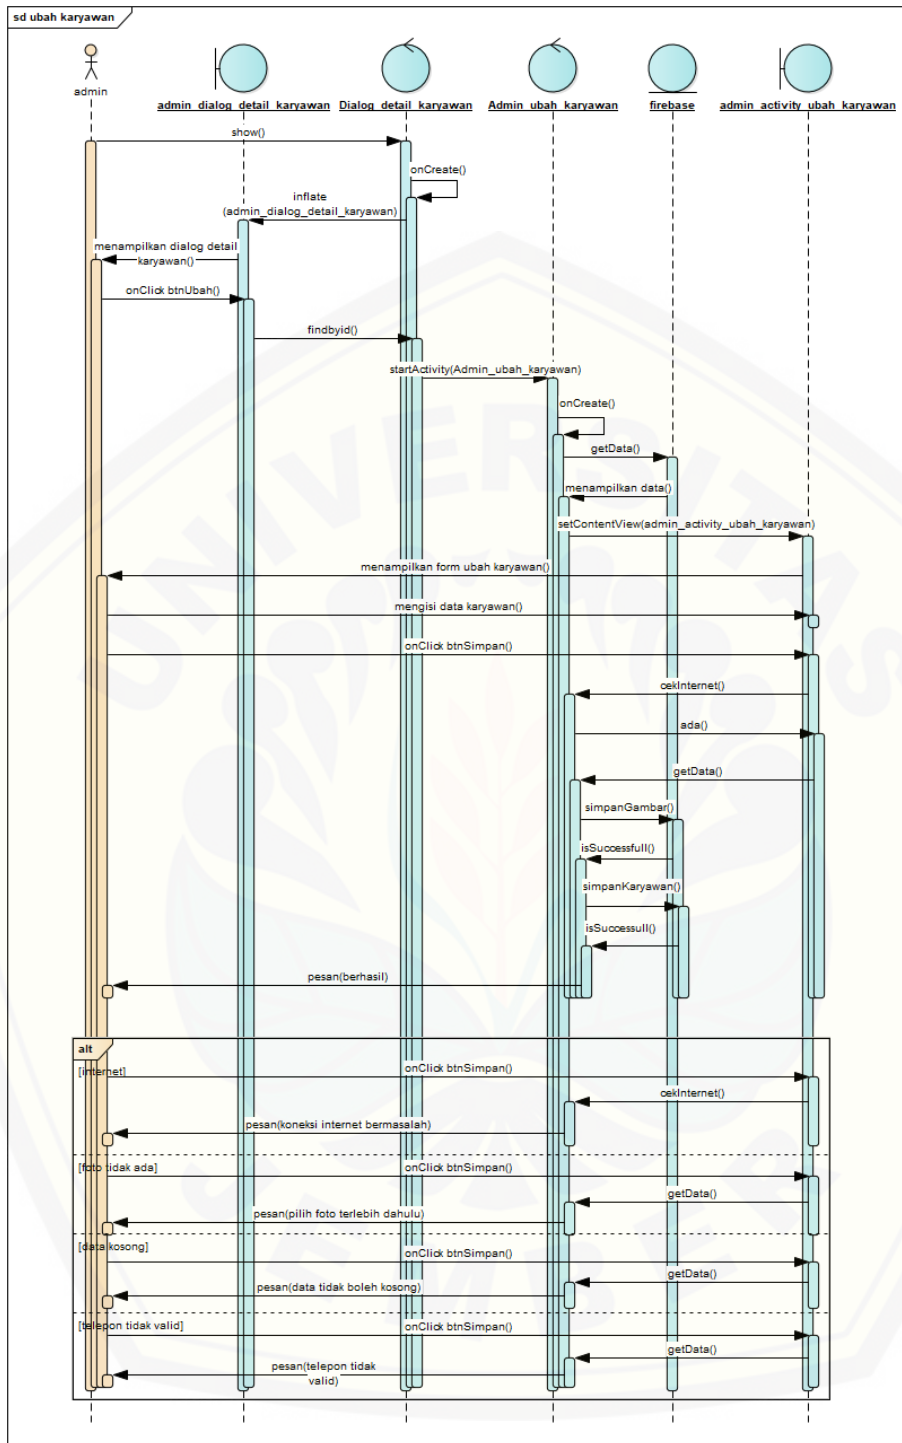 sd ubah karyawan
admin
admin_dialog_detail_karyawan
Dialog_detail_karyawan
Admin_ubah_karyawan
firebase
admin_activity_ubah_karyawan
show()
onCreate()
inflate
(admin_dialog_detail_karyawan)
menampilkan dialog detail
karyawan()
onClick btnUbah()
findbyid()
startActivity(Admin_ubah_karyawan)
onCreate()
getData()
menampilkan data()
setContentView(admin_activity_ubah_karyawan)
menampilkan form ubah karyawan()
mengisi data karyawan()
onClick btnSimpan()
cekInternet()
ada()
getData()
simpanGambar()
isSuccessfull()
simpanKaryawan()
isSuccessull()
pesan(berhasil)
alt
[internet]
onClick btnSimpan()
cekInternet()
pesan(koneksi internet bermasalah)
[foto tidak ada]
onClick btnSimpan()
getData()
pesan(pilih foto terlebih dahulu)
[data kosong]
onClick btnSimpan()
getData()
pesan(data tidak boleh kosong)
[telepon tidak valid]
onClick btnSimpan()
getData()
pesan(telepon tidak
valid)
UNIVERSITAS
JEMBER